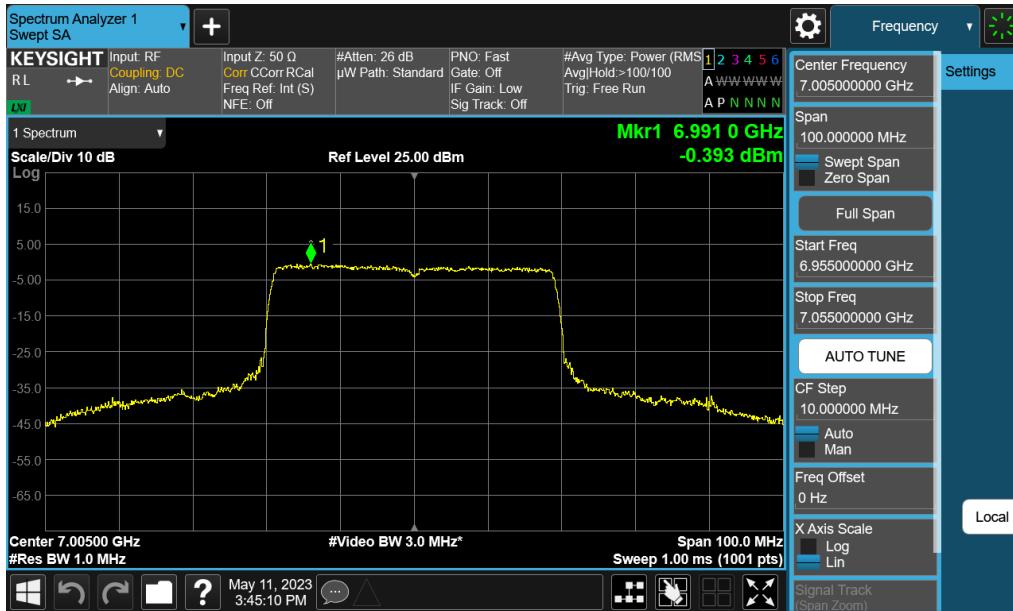 Spectrum Analyzer 1
Swept SA
+
Frequency
KEYSIGHT
RL
LXI
Input: RF
Coupling: DC
Align: Auto
Input Z: 50 Ω
Corr CCorr RCal
Freq Ref: Int (S)
NFE: Off
#Atten: 26 dB
µW Path: Standard
PNO: Fast
Gate: Off
IF Gain: Low
Sig Track: Off
#Avg Type: Power (RMS
Avg|Hold:>100/100
Trig: Free Run
1 2 3 4 5 6
A W W W W W
A P N N N N
1 Spectrum
Scale/Div 10 dB
Log
Ref Level 25.00 dBm
Mkr1 6.991 0 GHz
-0.393 dBm
15.0
5.00
-5.00
-15.0
-25.0
-35.0
-45.0
-55.0
-65.0
1
Center 7.00500 GHz
#Res BW 1.0 MHz
#Video BW 3.0 MHz*
Span 100.0 MHz
Sweep 1.00 ms (1001 pts)
?
May 11, 2023
3:45:10 PM
Center Frequency
7.005000000 GHz
Span
100.000000 MHz
Swept Span
Zero Span
Full Span
Start Freq
6.955000000 GHz
Stop Freq
7.055000000 GHz
AUTO TUNE
CF Step
10.000000 MHz
Auto
Man
Freq Offset
0 Hz
X Axis Scale
Log
Lin
Signal Track
(Span Zoom)
Settings
Local